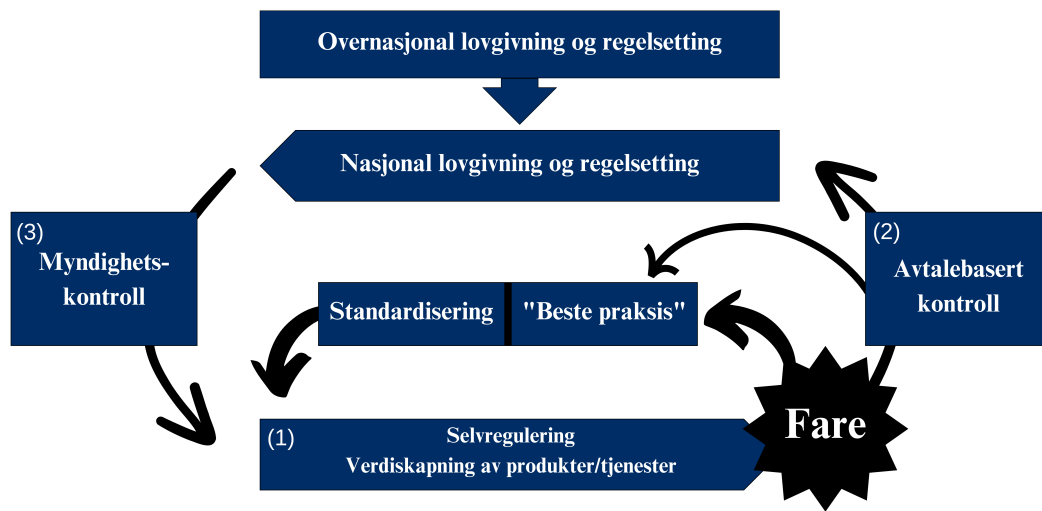 Overnasjonal lovgivning og regelsetting
Nasjonal lovgivning og regelsetting
(3)
Myndighets-
kontroll
(2)
Avtalebasert
kontroll
Standardisering
"Beste praksis"
(1)
Selvregulering
Verdiskapning av produkter/tjenester
Fare